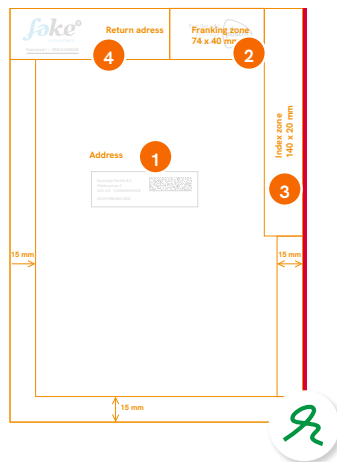 fake
Return adress
4
Franking zone
74 x 40 mm
2
Index zone
140 x 20 mm
3
Address
1
15 mm
15 mm
15 mm